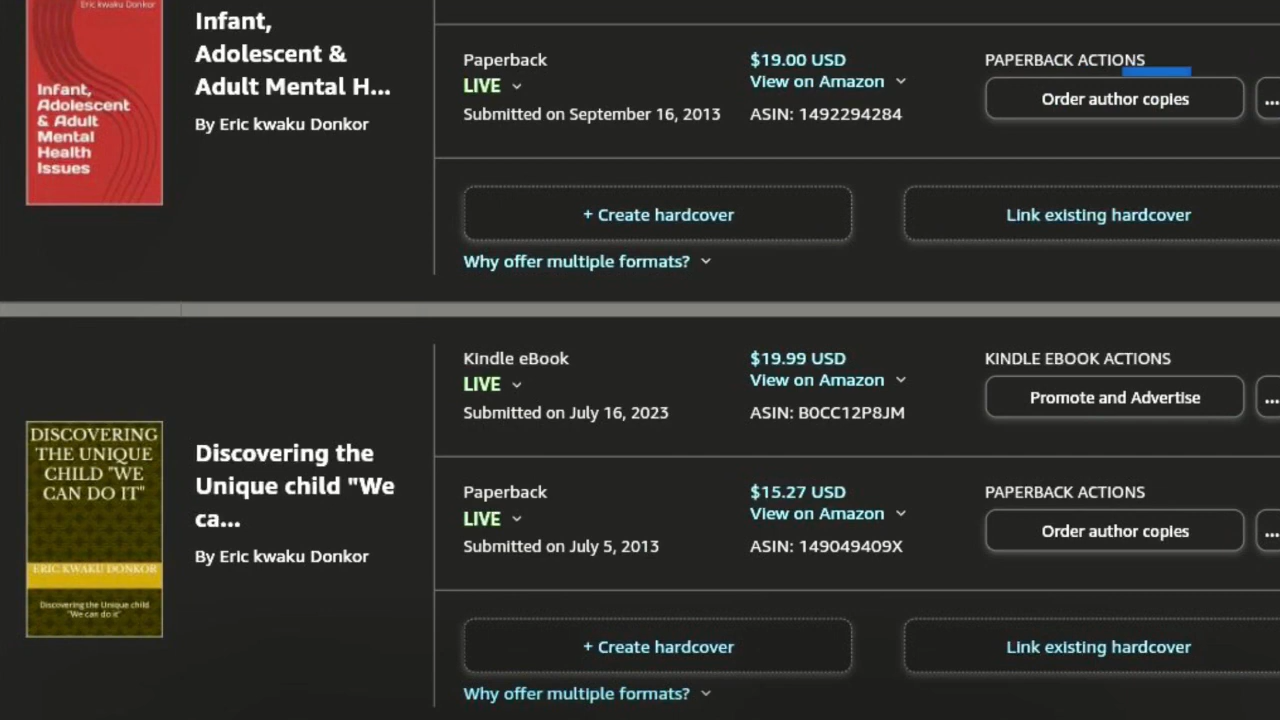 Eric kwaku Donkor
Infant,
Adolescent
& Adult
Mental
Health
Issues
Infant,
Adolescent &
Adult Mental H...
By Eric kwaku Donkor
Paperback
LIVE
Submitted on September 16, 2013
$19.00 USD
View on Amazon
ASIN: 1492294284
PAPERBACK ACTIONS
Order author copies
...
+ Create hardcover
Link existing hardcover
Why offer multiple formats?
DISCOVERING
THE UNIQUE
CHILD "WE
CAN DO IT"
ERIC KWAKU DONKOR
Discovering the Unique child
"We can do it"
Discovering the
Unique child "We
ca...
By Eric kwaku Donkor
Kindle eBook
LIVE
Submitted on July 16, 2023
$19.99 USD
View on Amazon
ASIN: B0CC12P8JM
KINDLE EBOOK ACTIONS
Promote and Advertise
...
Paperback
LIVE
Submitted on July 5, 2013
$15.27 USD
View on Amazon
ASIN: 149049409X
PAPERBACK ACTIONS
Order author copies
...
+ Create hardcover
Link existing hardcover
Why offer multiple formats?